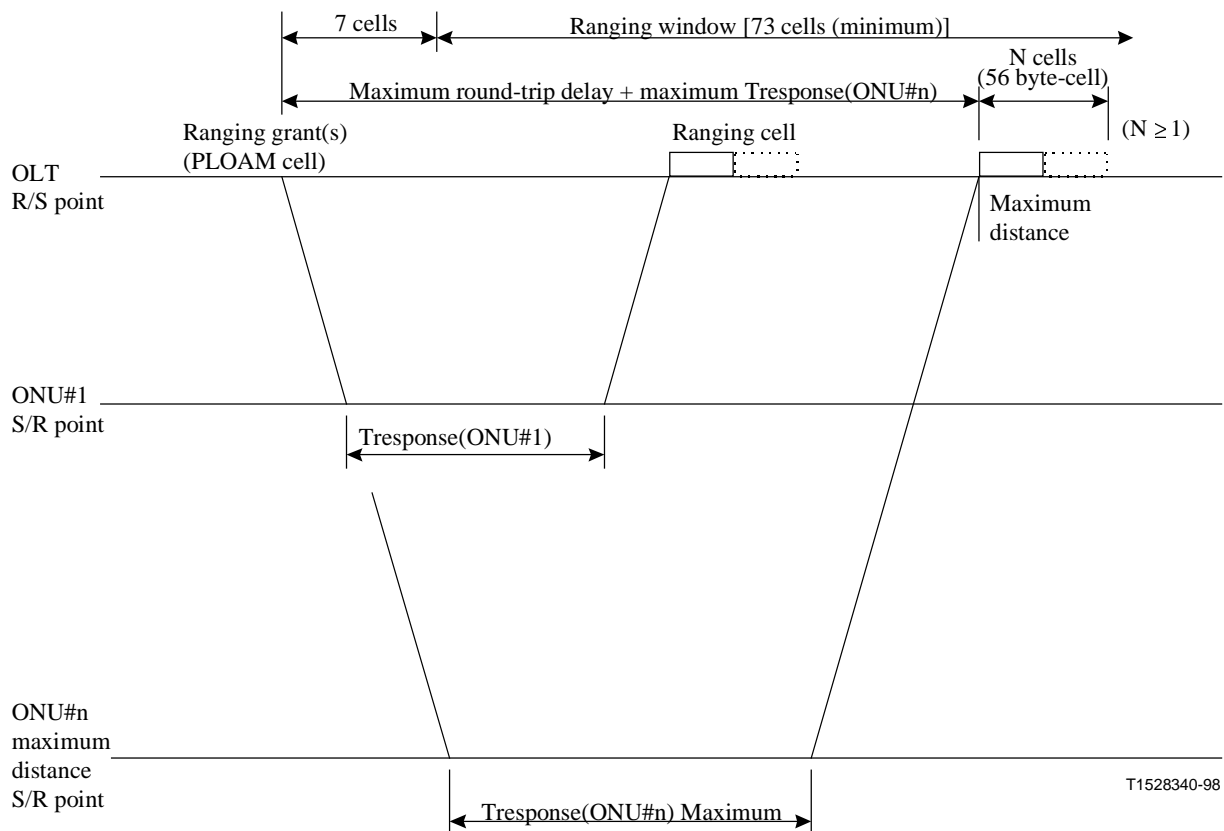 7 cells
Ranging window [73 cells (minimum)]
N cells
(56 byte-cell)
Maximum round-trip delay + maximum Tresponse(ONU#n)
(N ≥ 1)
Ranging grant(s)
(PLOAM cell)
Ranging cell
OLT
R/S point
Maximum
distance
ONU#1
S/R point
Tresponse(ONU#1)
ONU#n
maximum
distance
S/R point
Tresponse(ONU#n) Maximum
T1528340-98